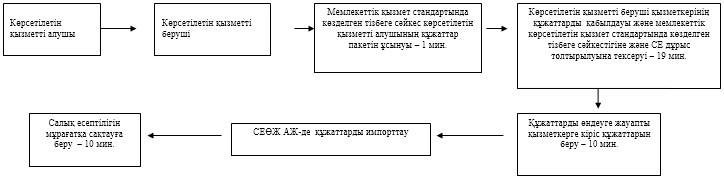 Көрсетілетін
қызметті алушы
Көрсетілетін қызметті
беруші
Мемлекеттік қызмет стандартында
көзделген тізбеге сәйкес көрсетілетін
қызметті алушының құжаттар
пакетін ұсынуы – 1 мин.
Көрсетілетін қызметті беруші қызметкерінің
құжаттарды қабылдауы және мемлекеттік
көрсетілетін қызмет стандартында көзделген
тізбеге сәйкестігіне және СЕ дұрыс
толтырылуына тексеруі – 19 мин.
Құжаттарды өңдеуге жауапты
қызметкерге кіріс құжаттарын
беру – 10 мин.
СЕӨЖ АЖ-де құжаттарды импорттау
Салық есептілігін
мұрағатқа сақтауға
беру – 10 мин.